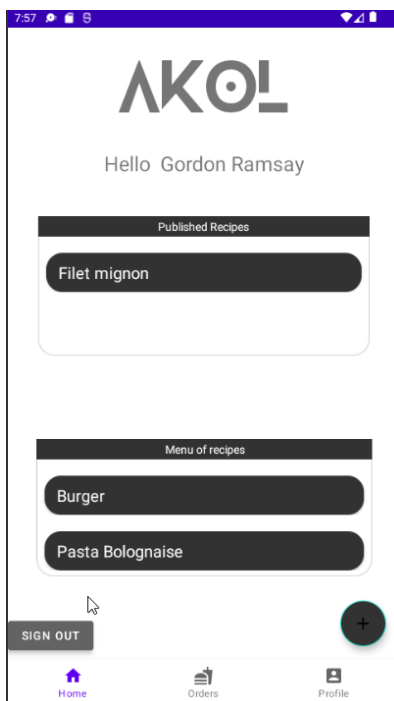 7:57
AKOL
Hello Gordon Ramsay
Published Recipes
Filet mignon
Menu of recipes
Burger
Pasta Bolognaise
+
SIGN OUT
Home Orders Profile